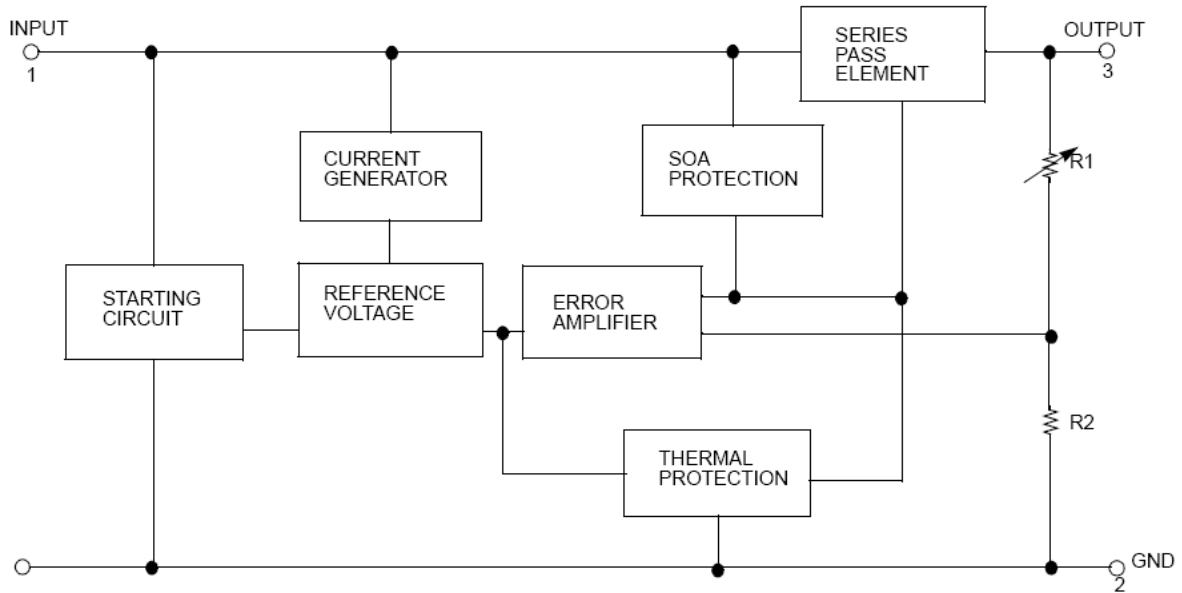 INPUT
1
SERIES
PASS
ELEMENT
OUTPUT
3
CURRENT
GENERATOR
SOA
PROTECTION
R1
STARTING
CIRCUIT
REFERENCE
VOLTAGE
ERROR
AMPLIFIER
R2
THERMAL
PROTECTION
GND
2